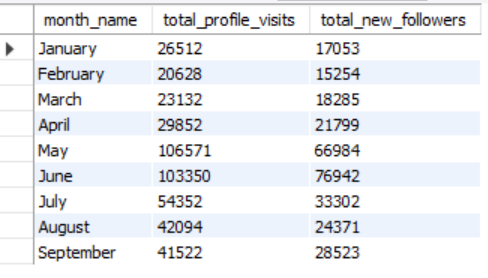 month_name total_profile_visits total_new_followers
January 26512 17053
February 20628 15254
March 23132 18285
April 29852 21799
May 106571 66984
June 103350 76942
July 54352 33302
August 42094 24371
September 41522 28523